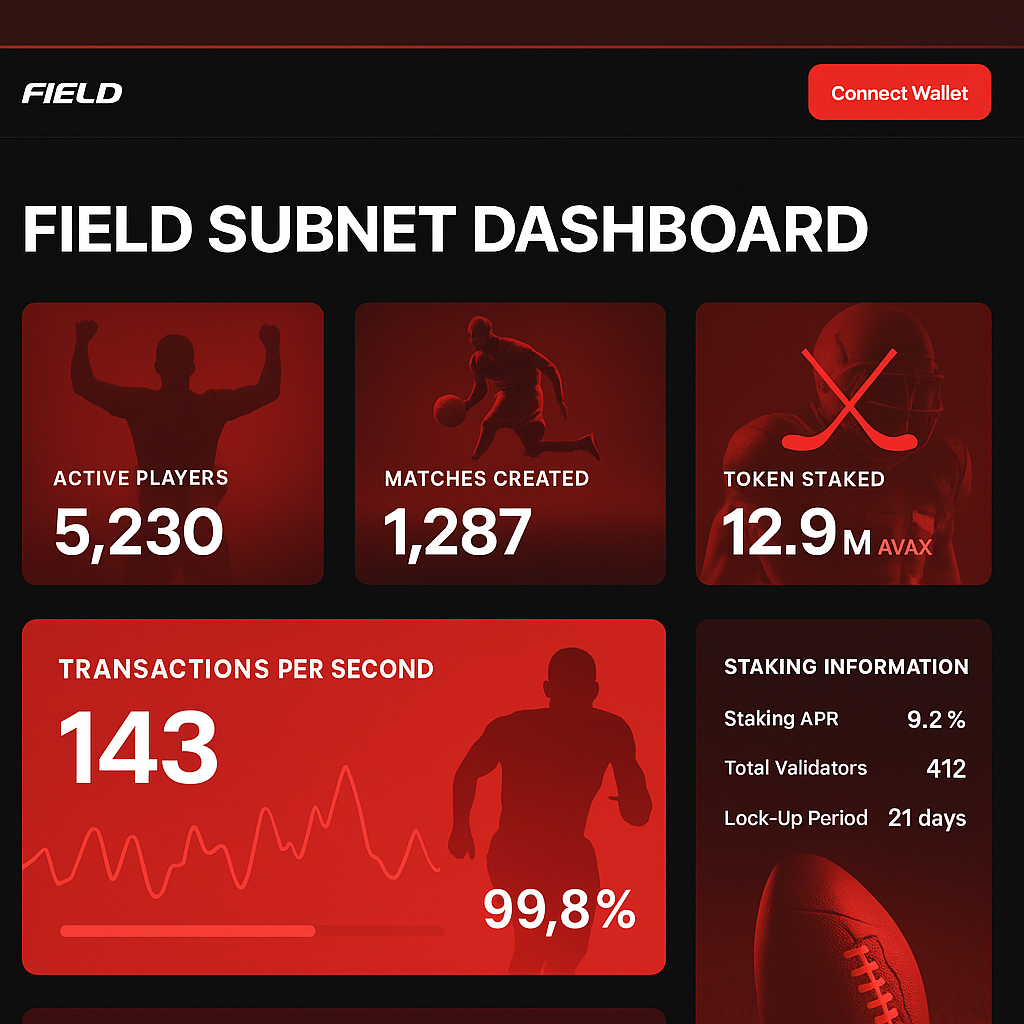 FIELD
Connect Wallet
FIELD SUBNET DASHBOARD
ACTIVE PLAYERS
5,230
MATCHES CREATED
1,287
TOKEN STAKED
12.9 M AVAX
TRANSACTIONS PER SECOND
143
99,8%
STAKING INFORMATION
Staking APR 9.2 %
Total Validators 412
Lock-Up Period 21 days